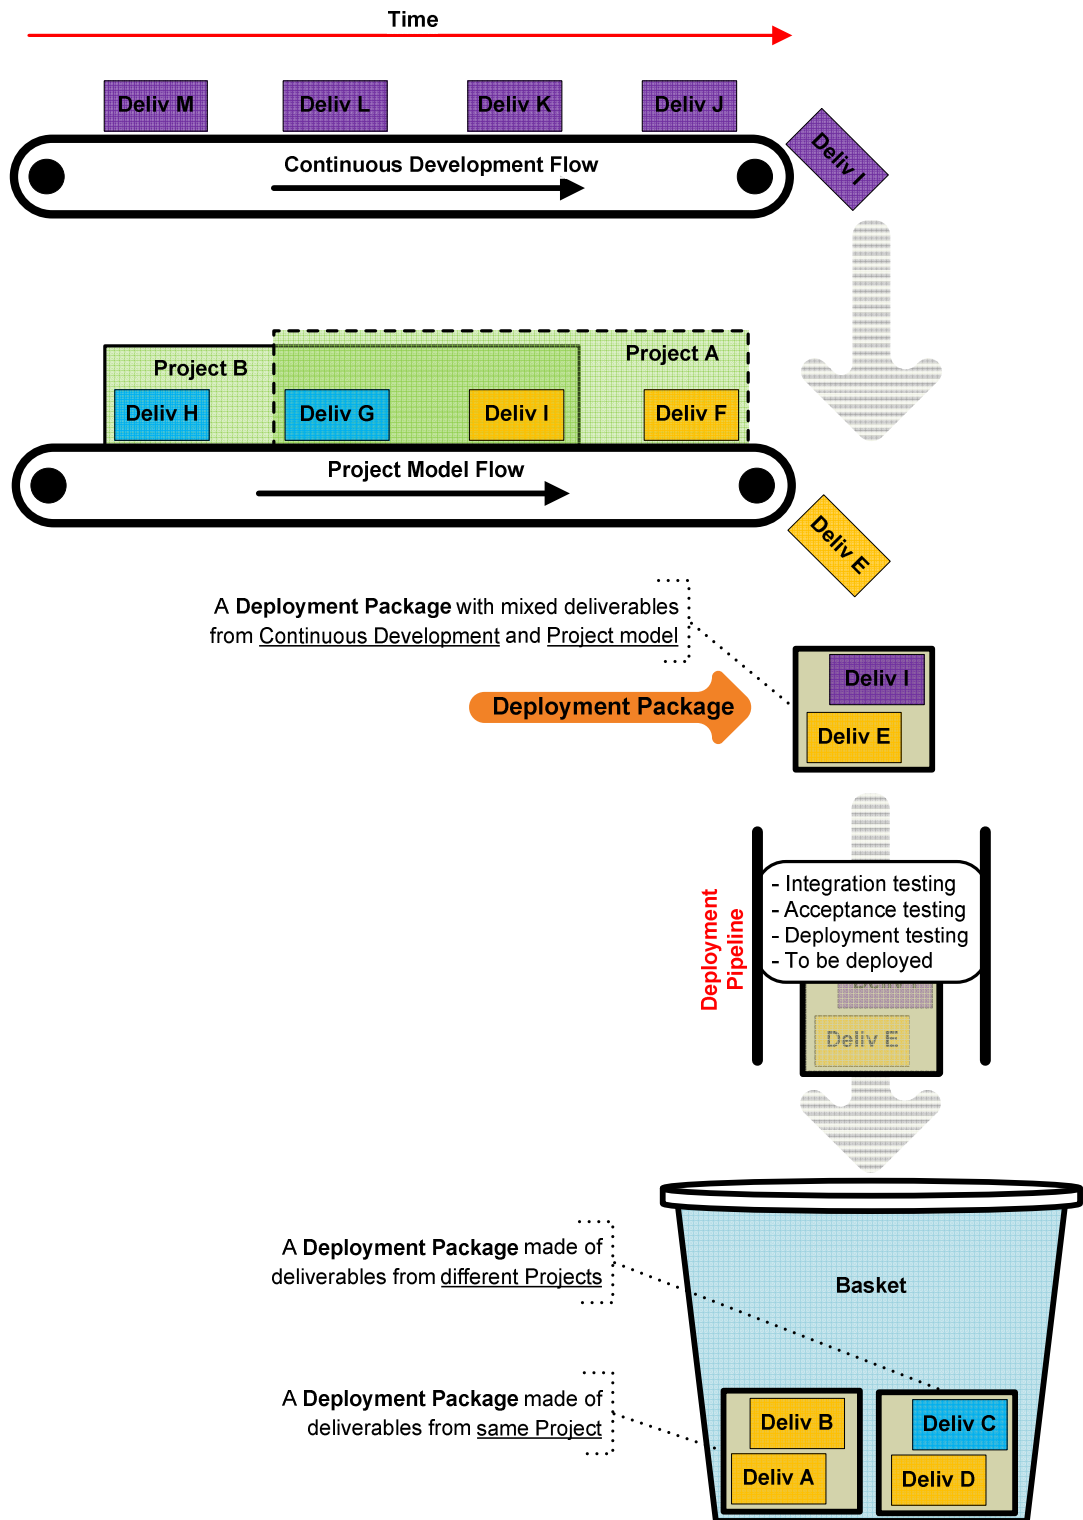 Time
Deliv M
Deliv L
Deliv K
Deliv J
Deliv I
Continuous Development Flow
Project B
Project A
Deliv H
Deliv G
Deliv I
Deliv F
Project Model Flow
Deliv E
A Deployment Package with mixed deliverables
from Continuous Development and Project model
Deliv I
Deployment Package
Deliv E
Deployment
Pipeline
- Integration testing
- Acceptance testing
- Deployment testing
- To be deployed
Deliv E
A Deployment Package made of
deliverables from different Projects
Basket
A Deployment Package made of
deliverables from same Project
Deliv B
Deliv A
Deliv C
Deliv D